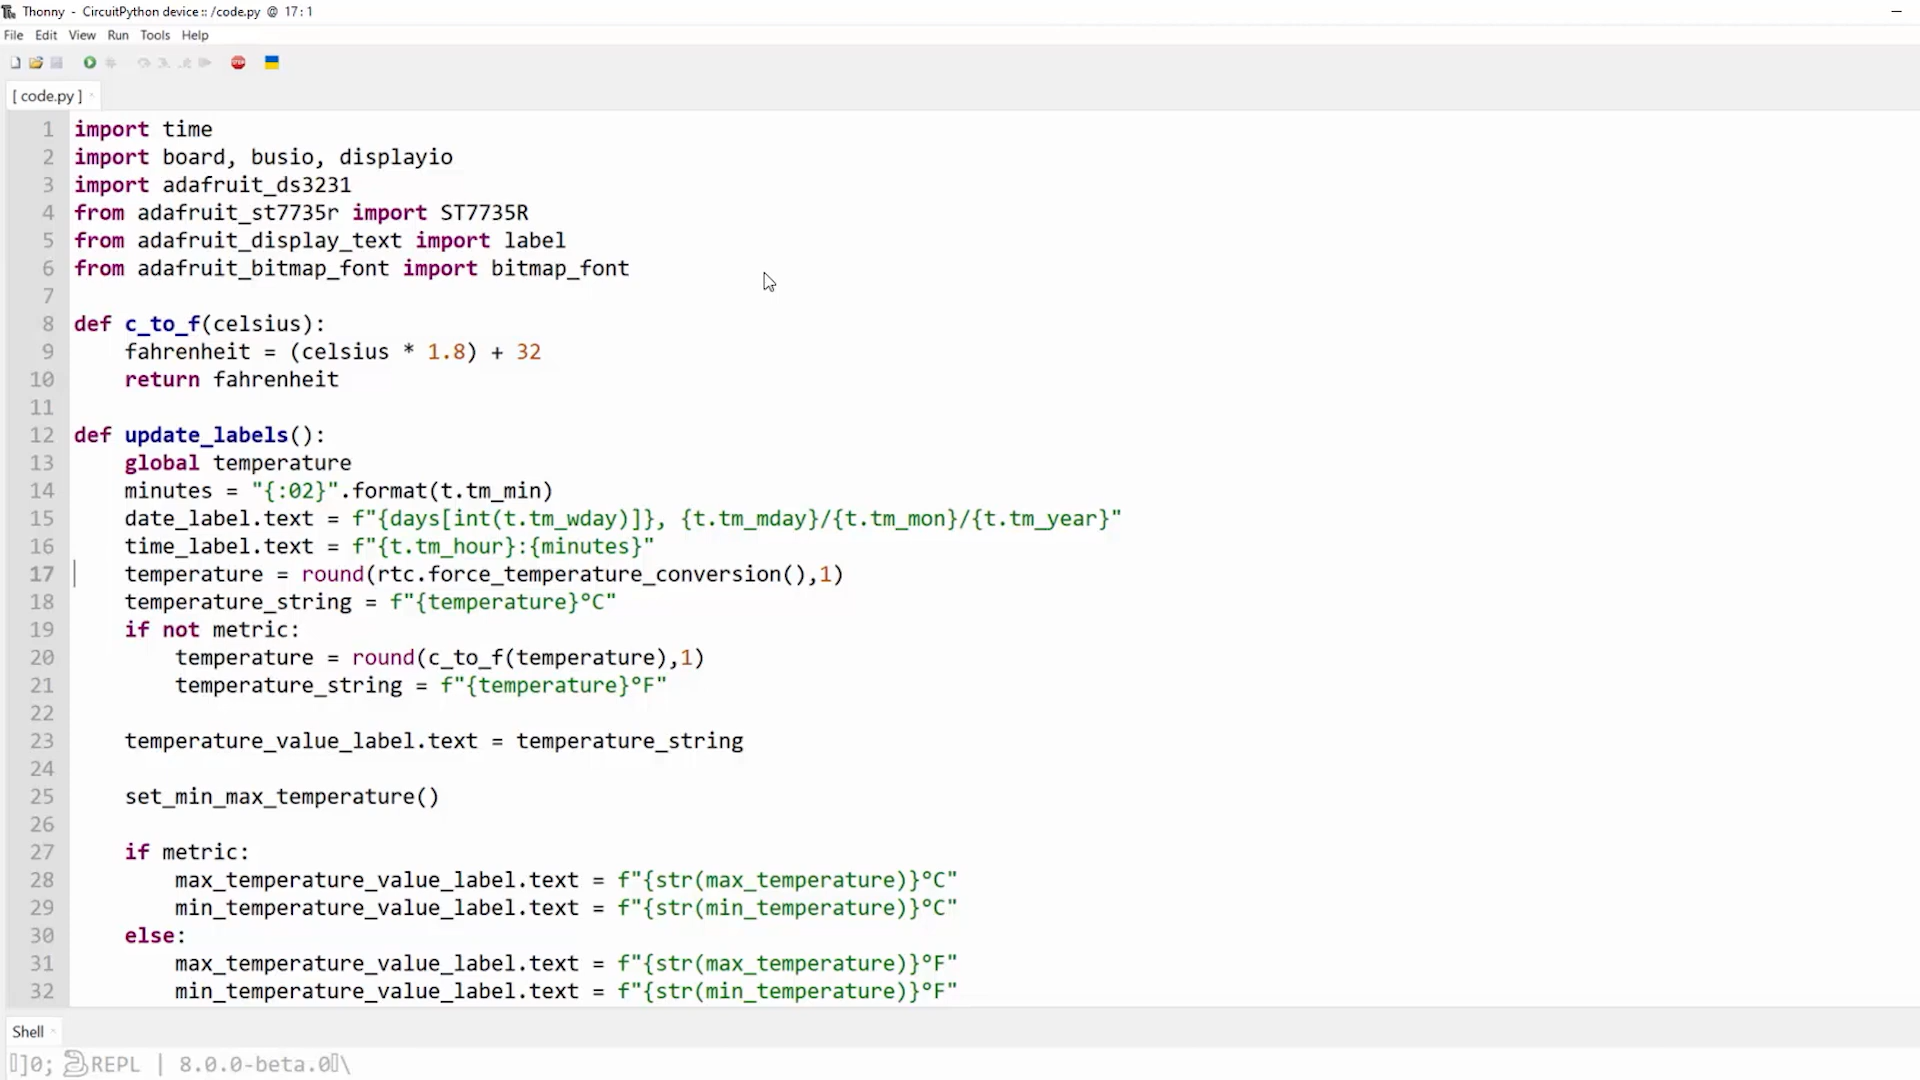 Thonny - CircuitPython device :: /code.py @ 17:1
File Edit View Run Tools Help
STOP
[ code.py ]
1 import time
2 import board, busio, displayio
3 import adafruit_ds3231
4 from adafruit_st7735r import ST7735R
5 from adafruit_display_text import label
6 from adafruit_bitmap_font import bitmap_font
7
8 def c_to_f(celsius):
9     fahrenheit = (celsius * 1.8) + 32
10     return fahrenheit
11
12 def update_labels():
13     global temperature
14     minutes = "{:02}".format(t.tm_min)
15     date_label.text = f"{days[int(t.tm_wday)]}, {t.tm_mday}/{t.tm_mon}/{t.tm_year}"
16     time_label.text = f"{t.tm_hour}:{minutes}"
17     temperature = round(rtc.force_temperature_conversion(),1)
18     temperature_string = f"{temperature}°C"
19     if not metric:
20         temperature = round(c_to_f(temperature),1)
21         temperature_string = f"{temperature}°F"
22
23     temperature_value_label.text = temperature_string
24
25     set_min_max_temperature()
26
27     if metric:
28         max_temperature_value_label.text = f"{str(max_temperature)}°C"
29         min_temperature_value_label.text = f"{str(min_temperature)}°C"
30     else:
31         max_temperature_value_label.text = f"{str(max_temperature)}°F"
32         min_temperature_value_label.text = f"{str(min_temperature)}°F"
Shell
]0; 🐍REPL | 8.0.0-beta.0\